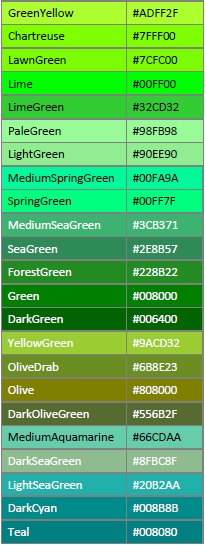 GreenYellow #ADFF2F
Chartreuse #7FFF00
LawnGreen #7CFC00
Lime #00FF00
LimeGreen #32CD32
PaleGreen #98FB98
LightGreen #90EE90
MediumSpringGreen #00FA9A
SpringGreen #00FF7F
MediumSeaGreen #3CB371
SeaGreen #2E8B57
ForestGreen #228B22
Green #008000
DarkGreen #006400
YellowGreen #9ACD32
OliveDrab #6B8E23
Olive #808000
DarkOliveGreen #556B2F
MediumAquamarine #66CDAA
DarkSeaGreen #8FBC8F
LightSeaGreen #20B2AA
DarkCyan #008B8B
Teal #008080